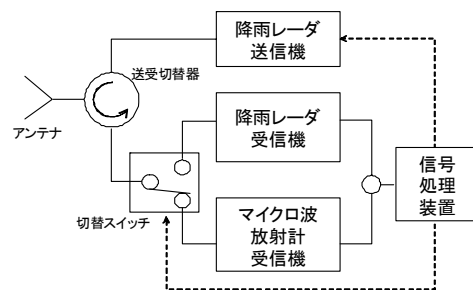 降雨レーダ
送信機
送受切替器
アンテナ
降雨レーダ
受信機
信号
処理
装置
切替スイッチ
マイクロ波
放射計
受信機